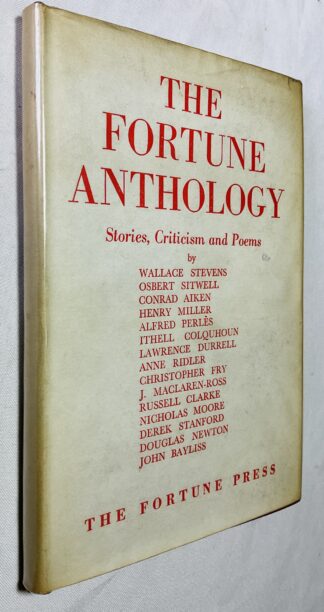 THE
FORTUNE
ANTHOLOGY
Stories, Criticism and Poems
by
WALLACE STEVENS
OSBERT SITWELL
CONRAD AIKEN
HENRY MILLER
ALFRED PERLÈS
ITHELL COLQUHOUN
LAWRENCE DURRELL
ANNE RIDLER
CHRISTOPHER FRY
J. MACLAREN-ROSS
RUSSELL CLARKE
NICHOLAS MOORE
DEREK STANFORD
DOUGLAS NEWTON
JOHN BAYLISS
THE FORTUNE PRESS